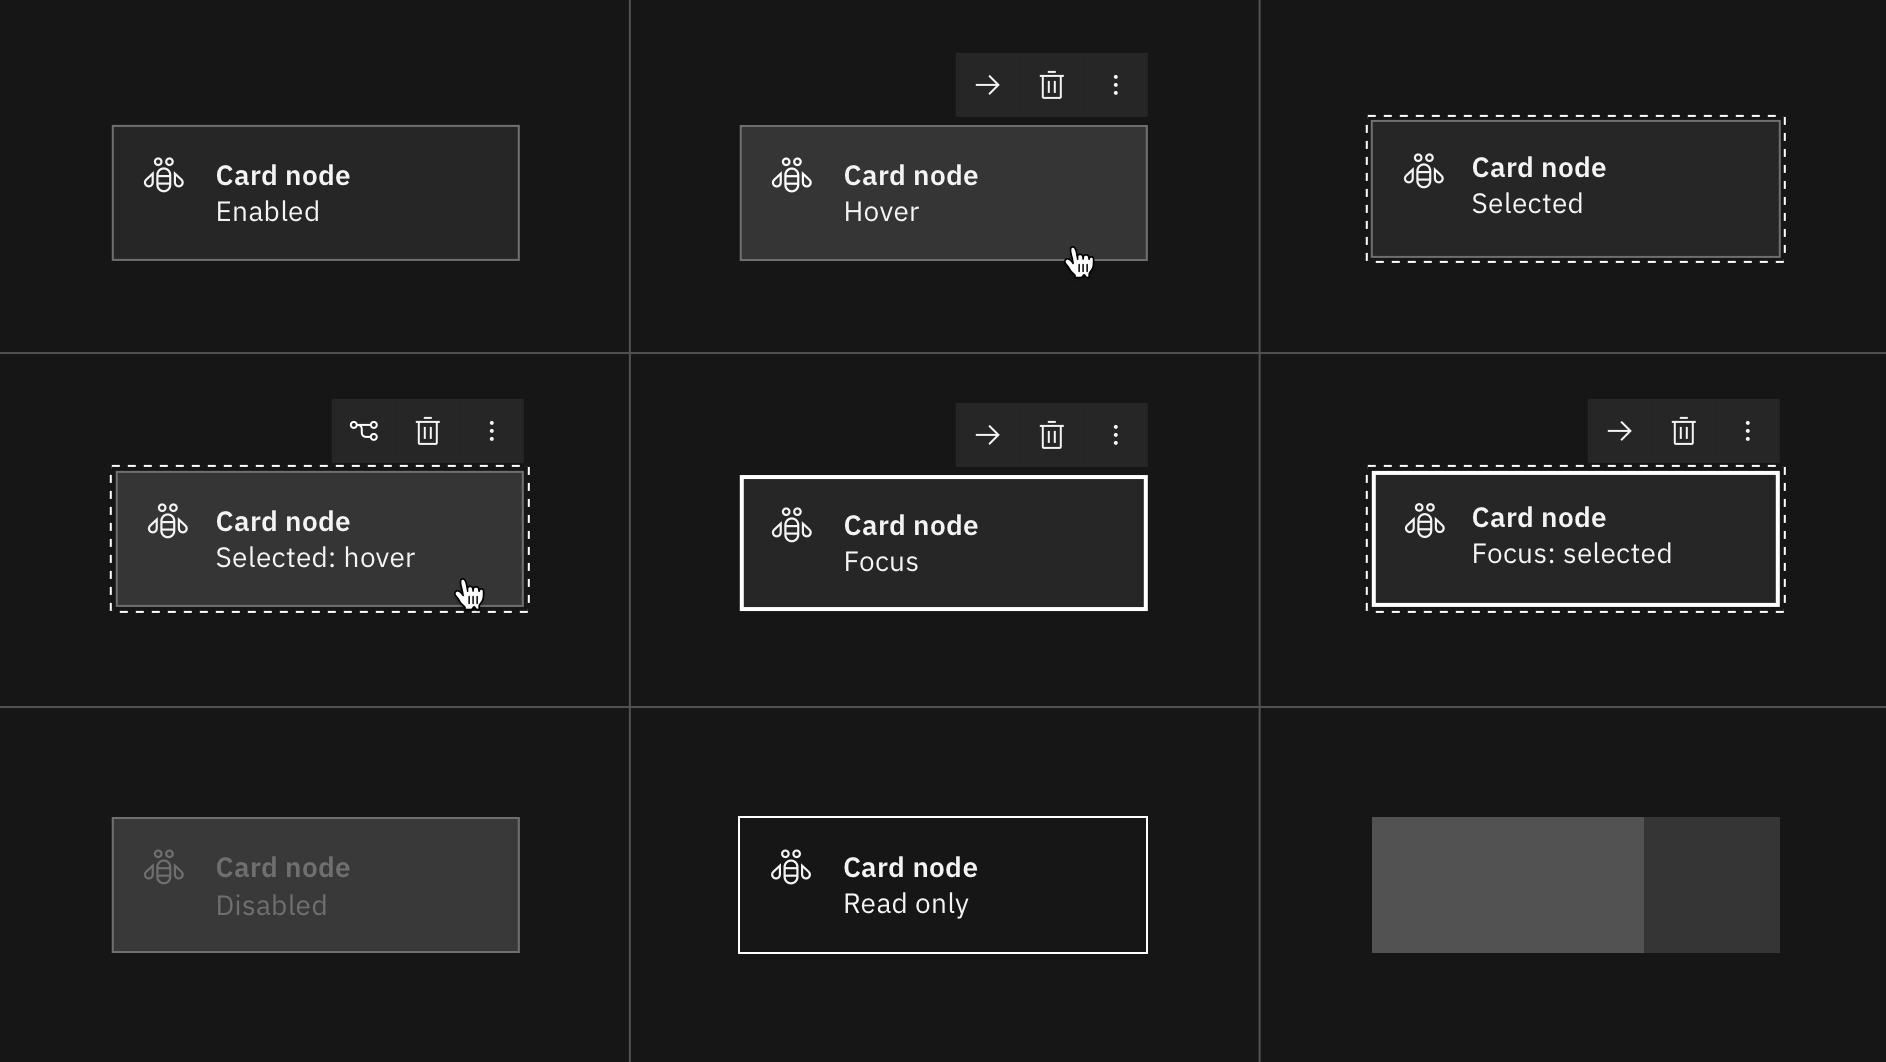 Card node
Enabled
Card node
Hover
Card node
Selected
Card node
Selected: hover
Card node
Focus
Card node
Focus: selected
Card node
Disabled
Card node
Read only